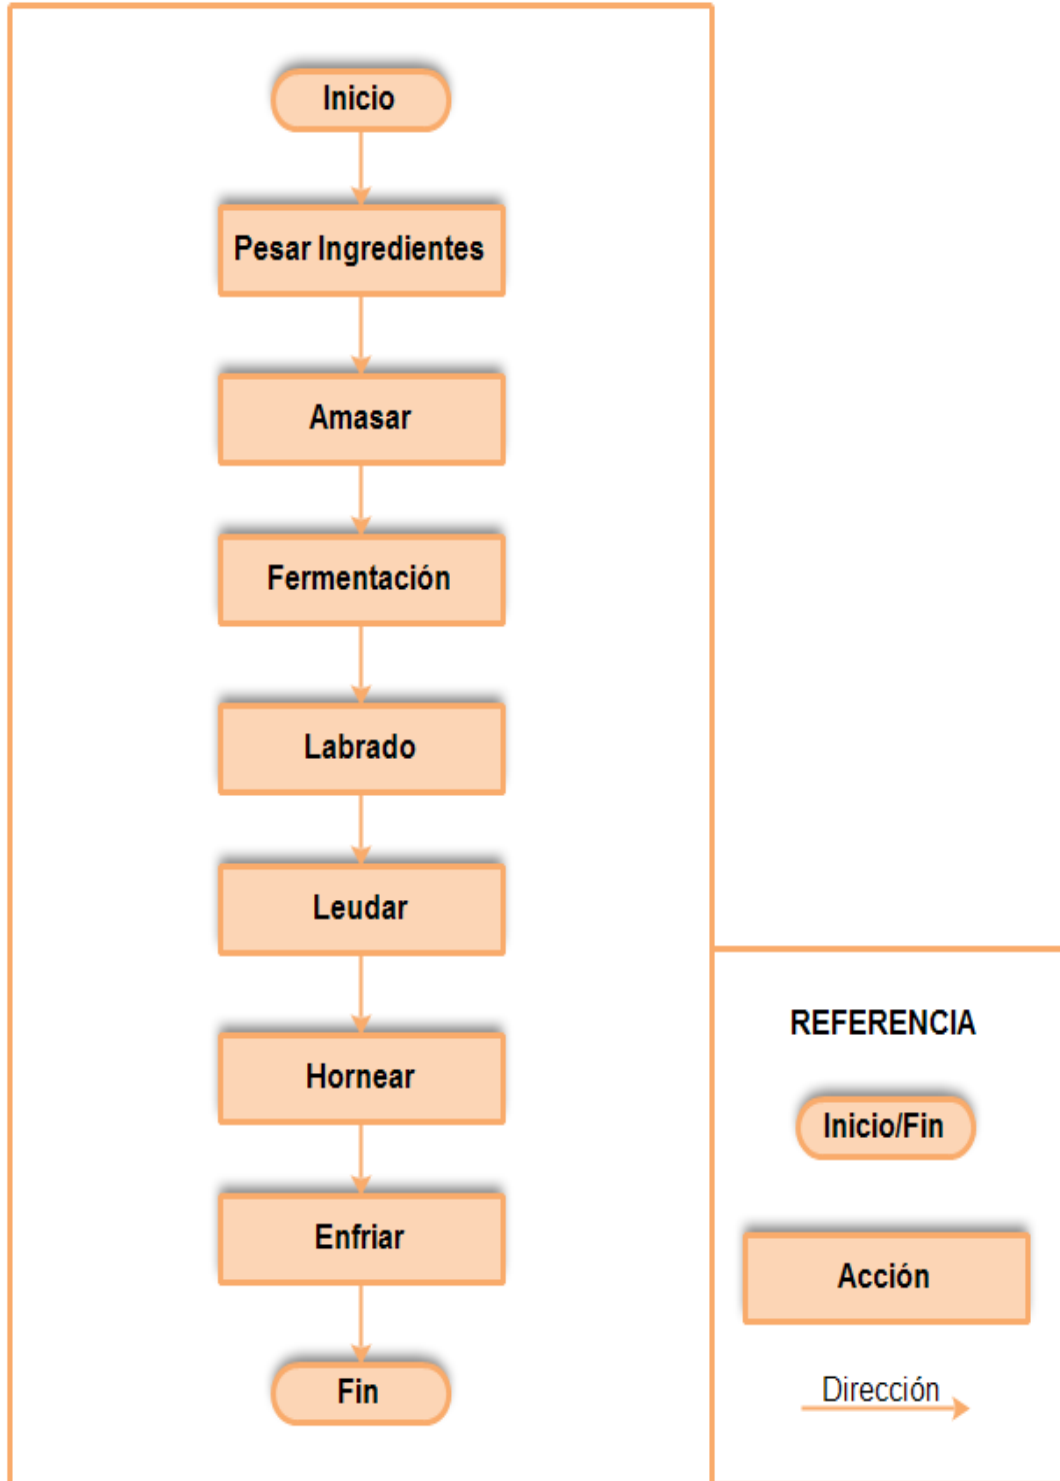 Inicio
Pesar Ingredientes
Amasar
Fermentación
Labrado
Leudar
Hornear
Enfriar
Fin
REFERENCIA
Inicio/Fin
Acción
Dirección